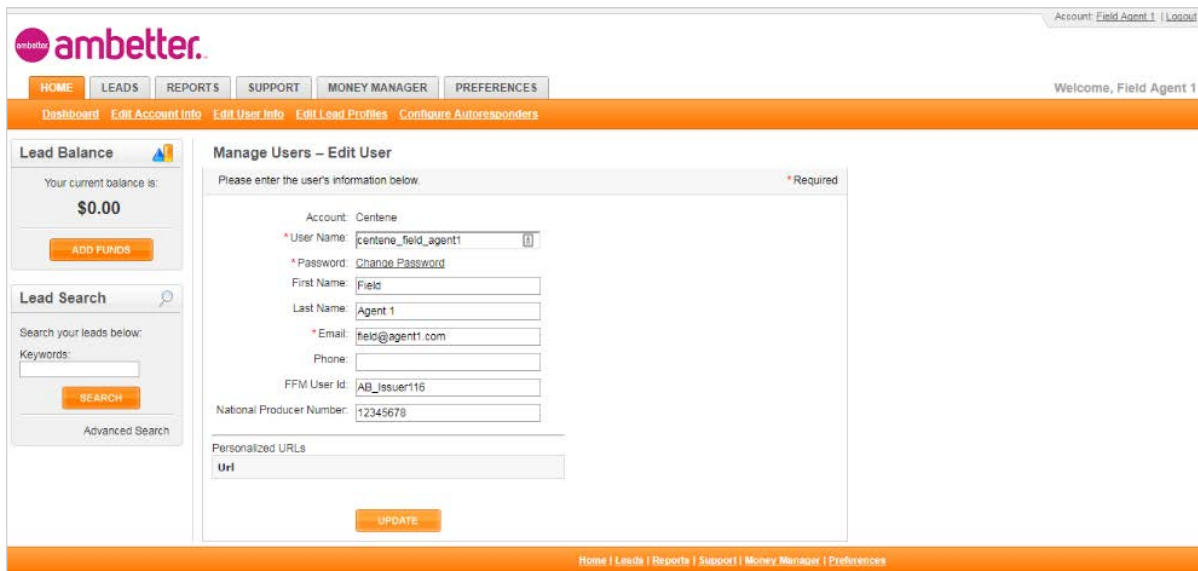 Account: Field Agent 1 | Logout
ambetter ambetter.
HOME LEADS REPORTS SUPPORT MONEY MANAGER PREFERENCES
Welcome, Field Agent 1
Dashboard Edit Account Info Edit User Info Edit Lead Profiles Configure Autoresponders
Lead Balance
Your current balance is:
$0.00
ADD FUNDS
Lead Search
Search your leads below:
Keywords:
SEARCH
Advanced Search
Manage Users – Edit User
Please enter the user's information below. * Required
Account: Centene
* User Name: centene_field_agent1
* Password: Change Password
First Name: Field
Last Name: Agent 1
* Email: field@agent1.com
Phone:
FFM User Id: AB_Issuer116
National Producer Number: 12345678
Personalized URLs
Url
UPDATE
Home | Leads | Reports | Support | Money Manager | Preferences